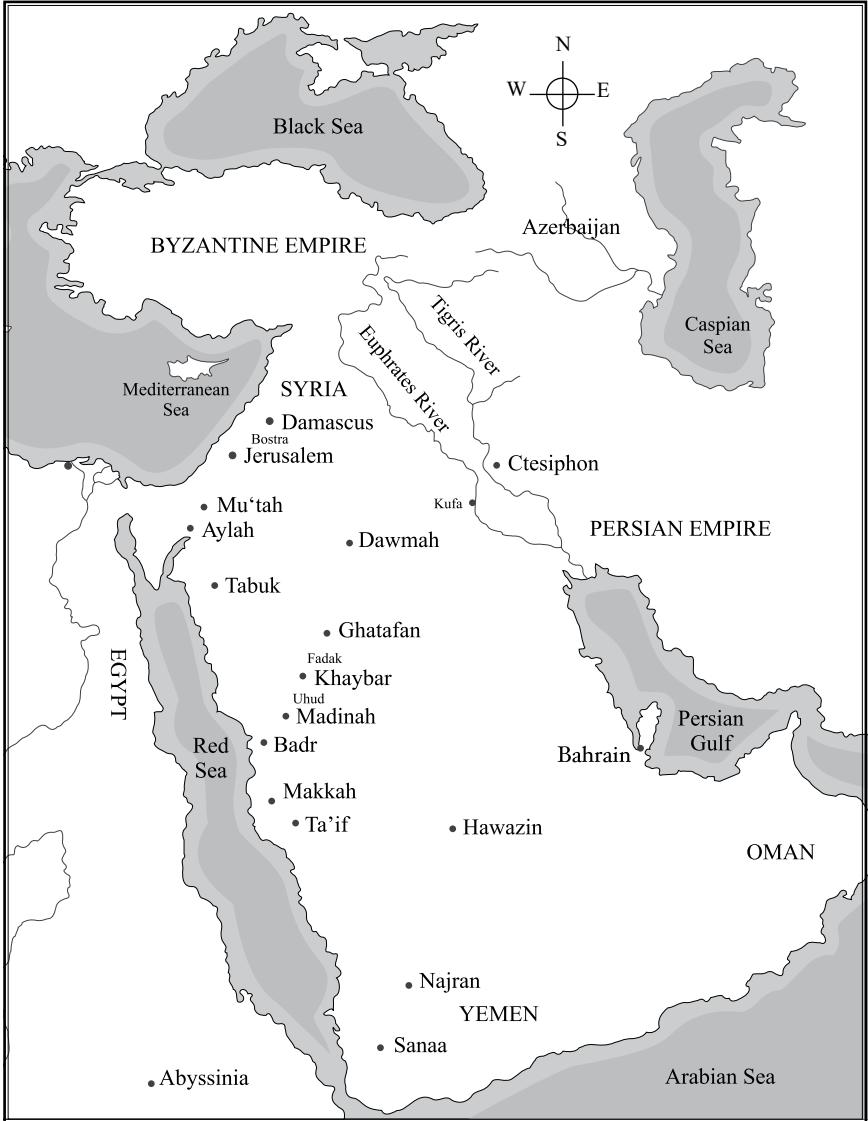 N
W
E
S
Black Sea
Azerbaijan
BYZANTINE EMPIRE
Tigris River
Euphrates River
Caspian
Sea
Mediterranean
Sea
SYRIA
Damascus
Bostra
Jerusalem
Ctesiphon
Kufa
Mu‘tah
Aylah
Dawmah
PERSIAN EMPIRE
Tabuk
Ghatafan
Fadak
Khaybar
EGYPT
Uhud
Madinah
Badr
Red
Sea
Persian
Gulf
Bahrain
Makkah
Ta’if
Hawazin
OMAN
Najran
YEMEN
Sanaa
Abyssinia
Arabian Sea